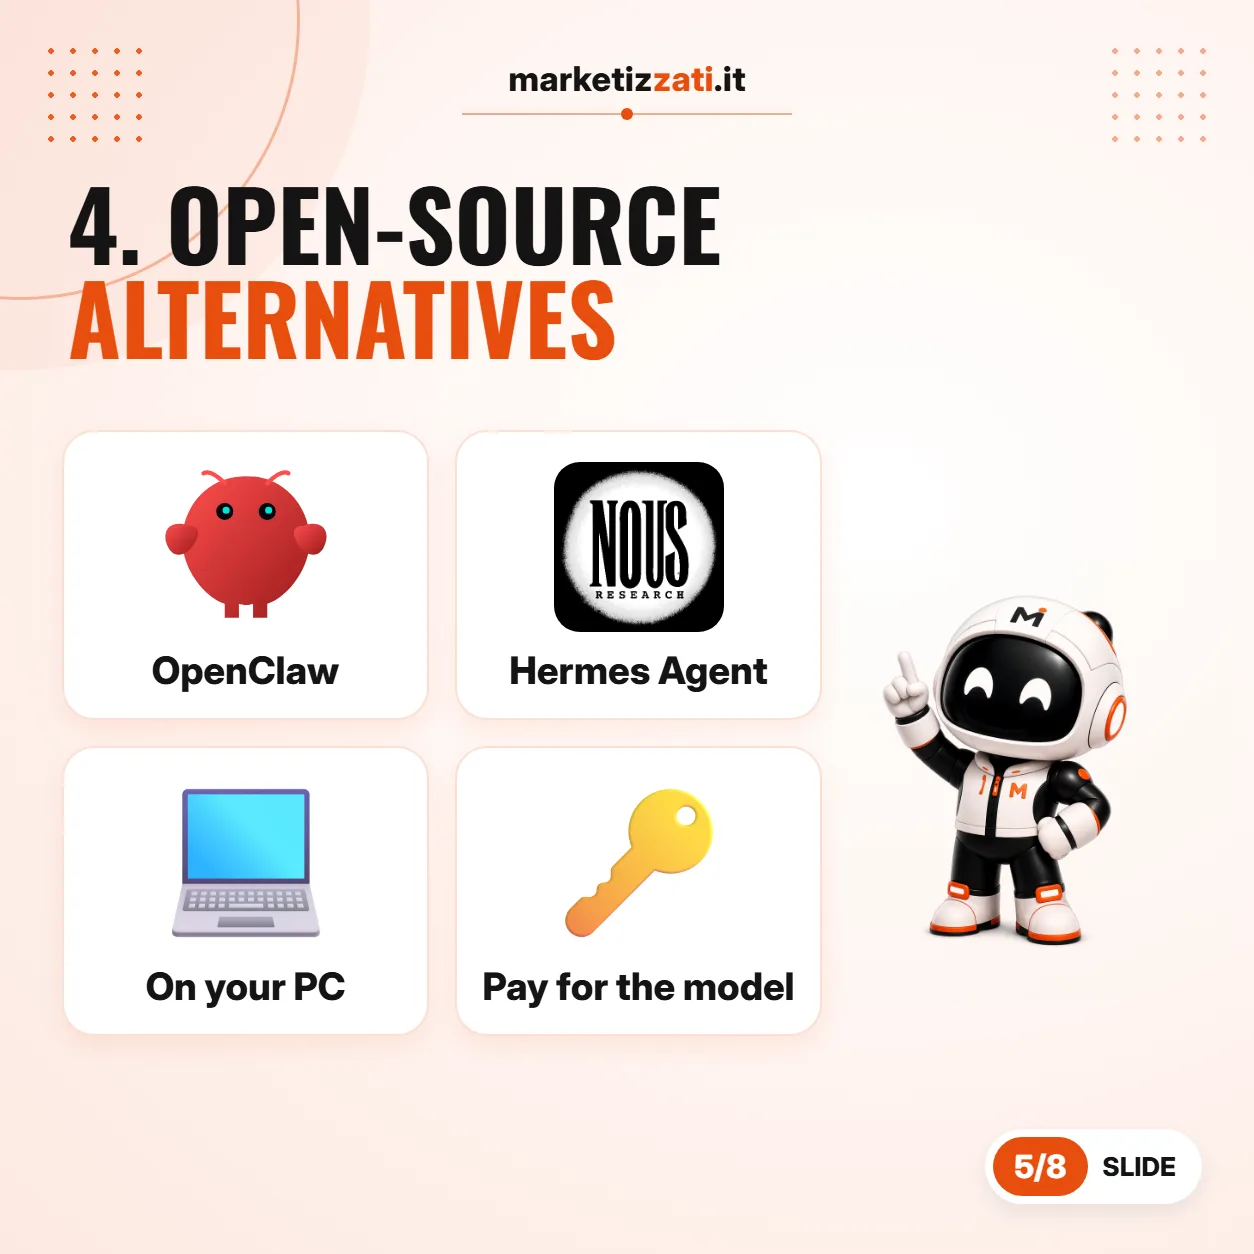 marketizzati.it
4. OPEN-SOURCE
ALTERNATIVES
NOUS
RESEARCH
OpenClaw
Hermes Agent
On your PC
Pay for the model
M
M
5/8 SLIDE